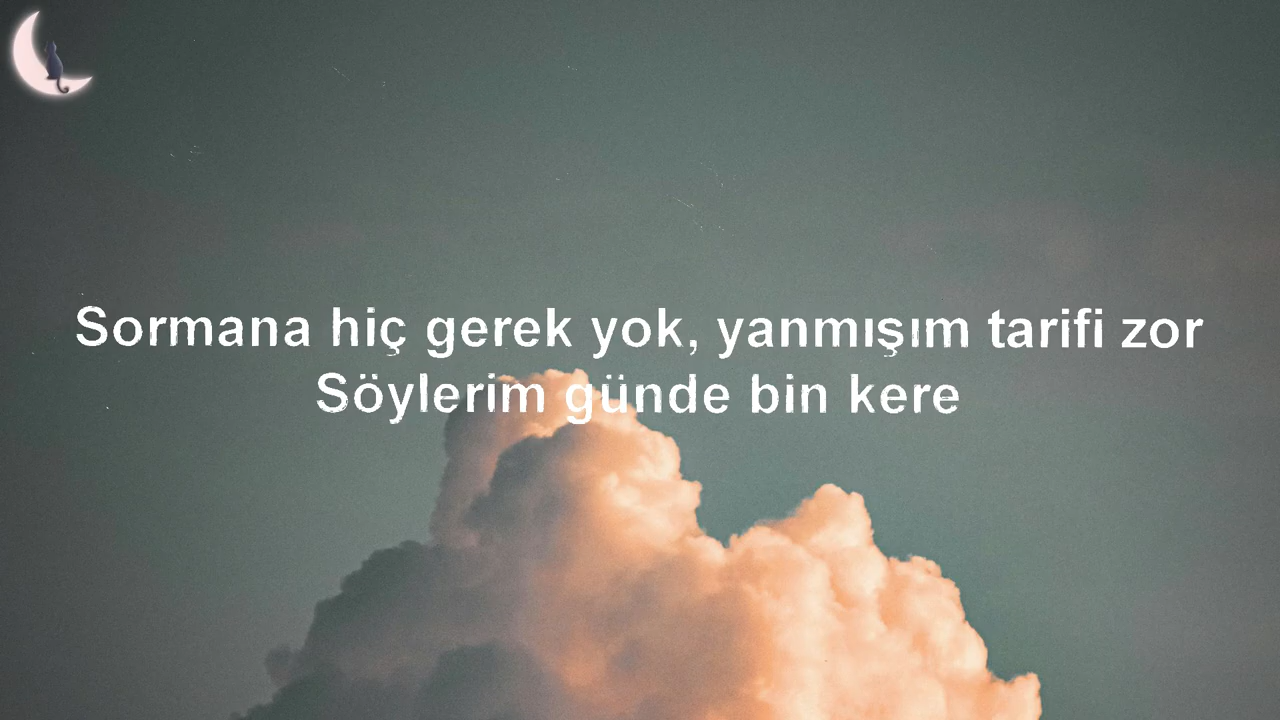 Sormana hiç gerek yok, yanmışım tarifi zor
Söylerim günde bin kere